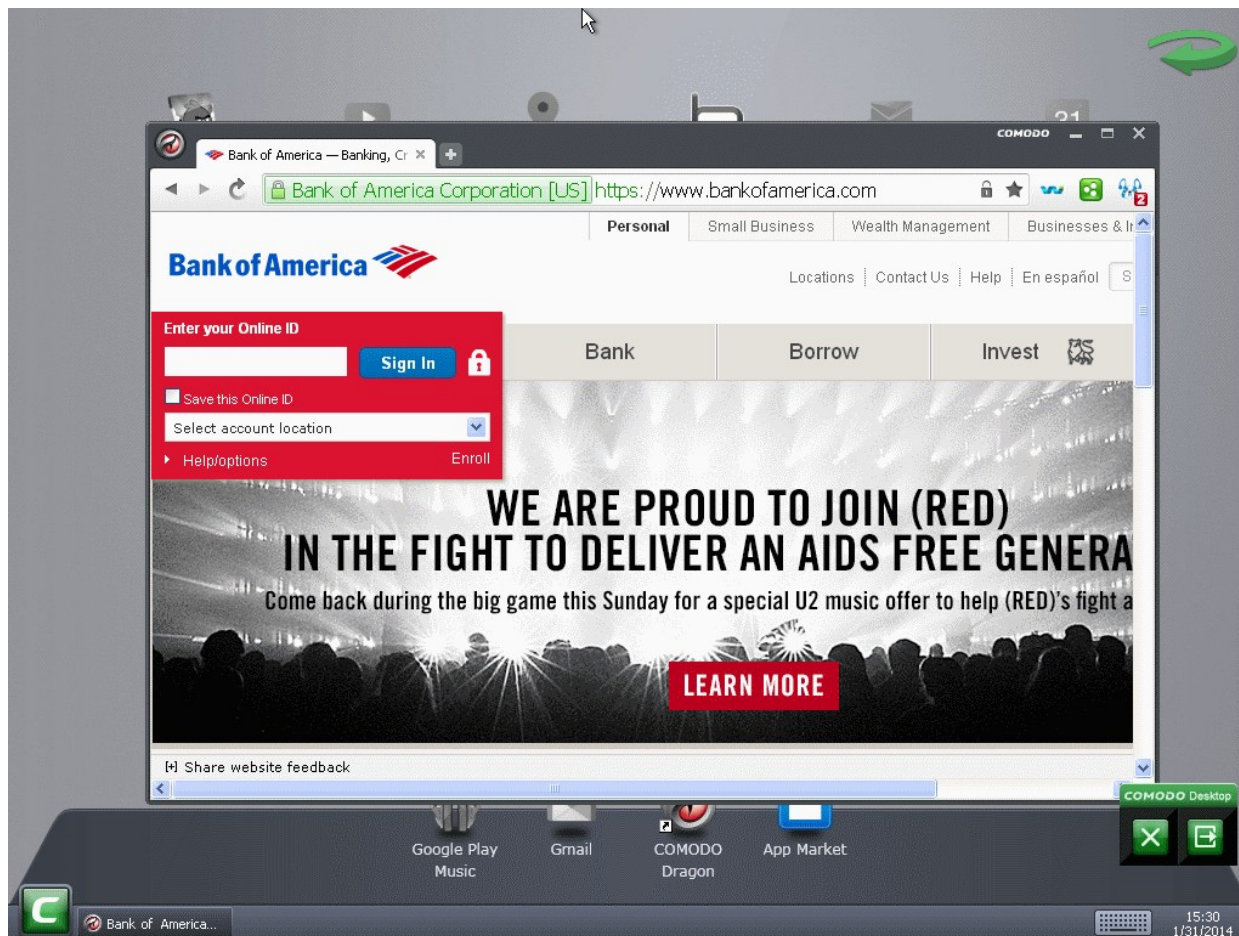 COMODO
Bank of America — Banking, Cr
Bank of America Corporation [US] https://www.bankofamerica.com
2
Personal
Small Business
Wealth Management
Businesses & Ir
Bank of America
Locations
Contact Us
Help
En español
S
Enter your Online ID
Sign In
Save this Online ID
Select account location
Help/options
Enroll
Bank
Borrow
Invest
WE ARE PROUD TO JOIN (RED)
IN THE FIGHT TO DELIVER AN AIDS FREE GENERA
Come back during the big game this Sunday for a special U2 music offer to help (RED)'s fight a
LEARN MORE
[+] Share website feedback
COMODO Desktop
Google Play
Music
Gmail
COMODO
Dragon
App Market
C
Bank of America...
15:30
1/31/2014